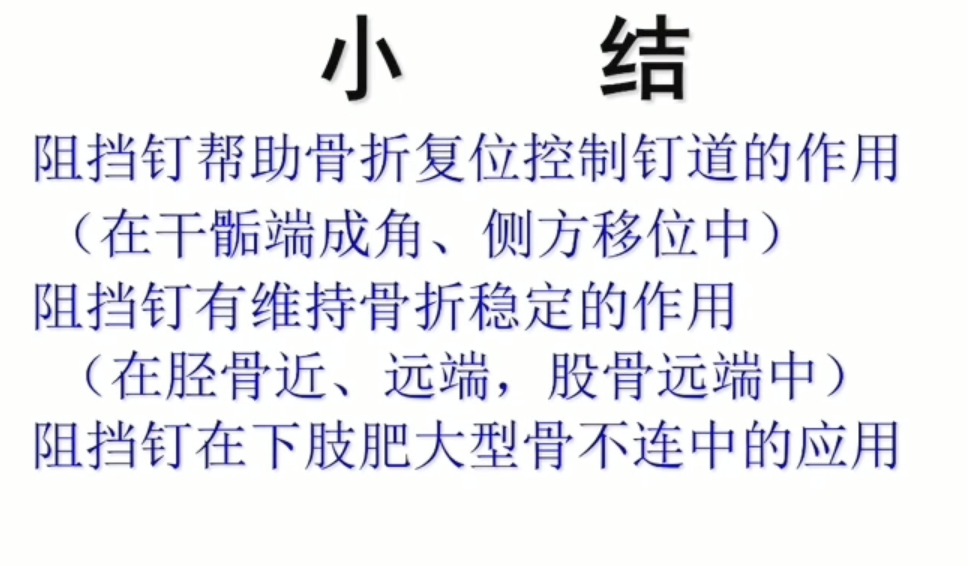 小 结
阻挡钉帮助骨折复位控制钉道的作用
（在干骺端成角、侧方移位中）
阻挡钉有维持骨折稳定的作用
（在胫骨近、远端，股骨远端中）
阻挡钉在下肢肥大型骨不连中的应用